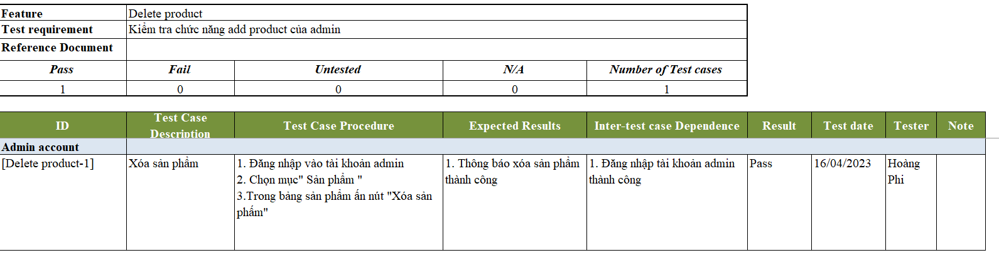 Feature Delete product
Test requirement Kiểm tra chức năng add product của admin
Reference Document
Pass Fail Untested N/A Number of Test cases
1 0 0 0 1
ID Test Case Description Test Case Procedure Expected Results Inter-test case Dependence Result Test date Tester Note
Admin account
[Delete product-1] Xóa sản phẩm
1. Đăng nhập vào tài khoản admin
2. Chọn mục" Sản phẩm "
3.Trong bảng sản phẩm ấn nút "Xóa sản
phẩm"
1. Thông báo xóa sản phẩm
thành công
1. Đăng nhập tài khoản admin
thành công
Pass
16/04/2023
Hoàng
Phi